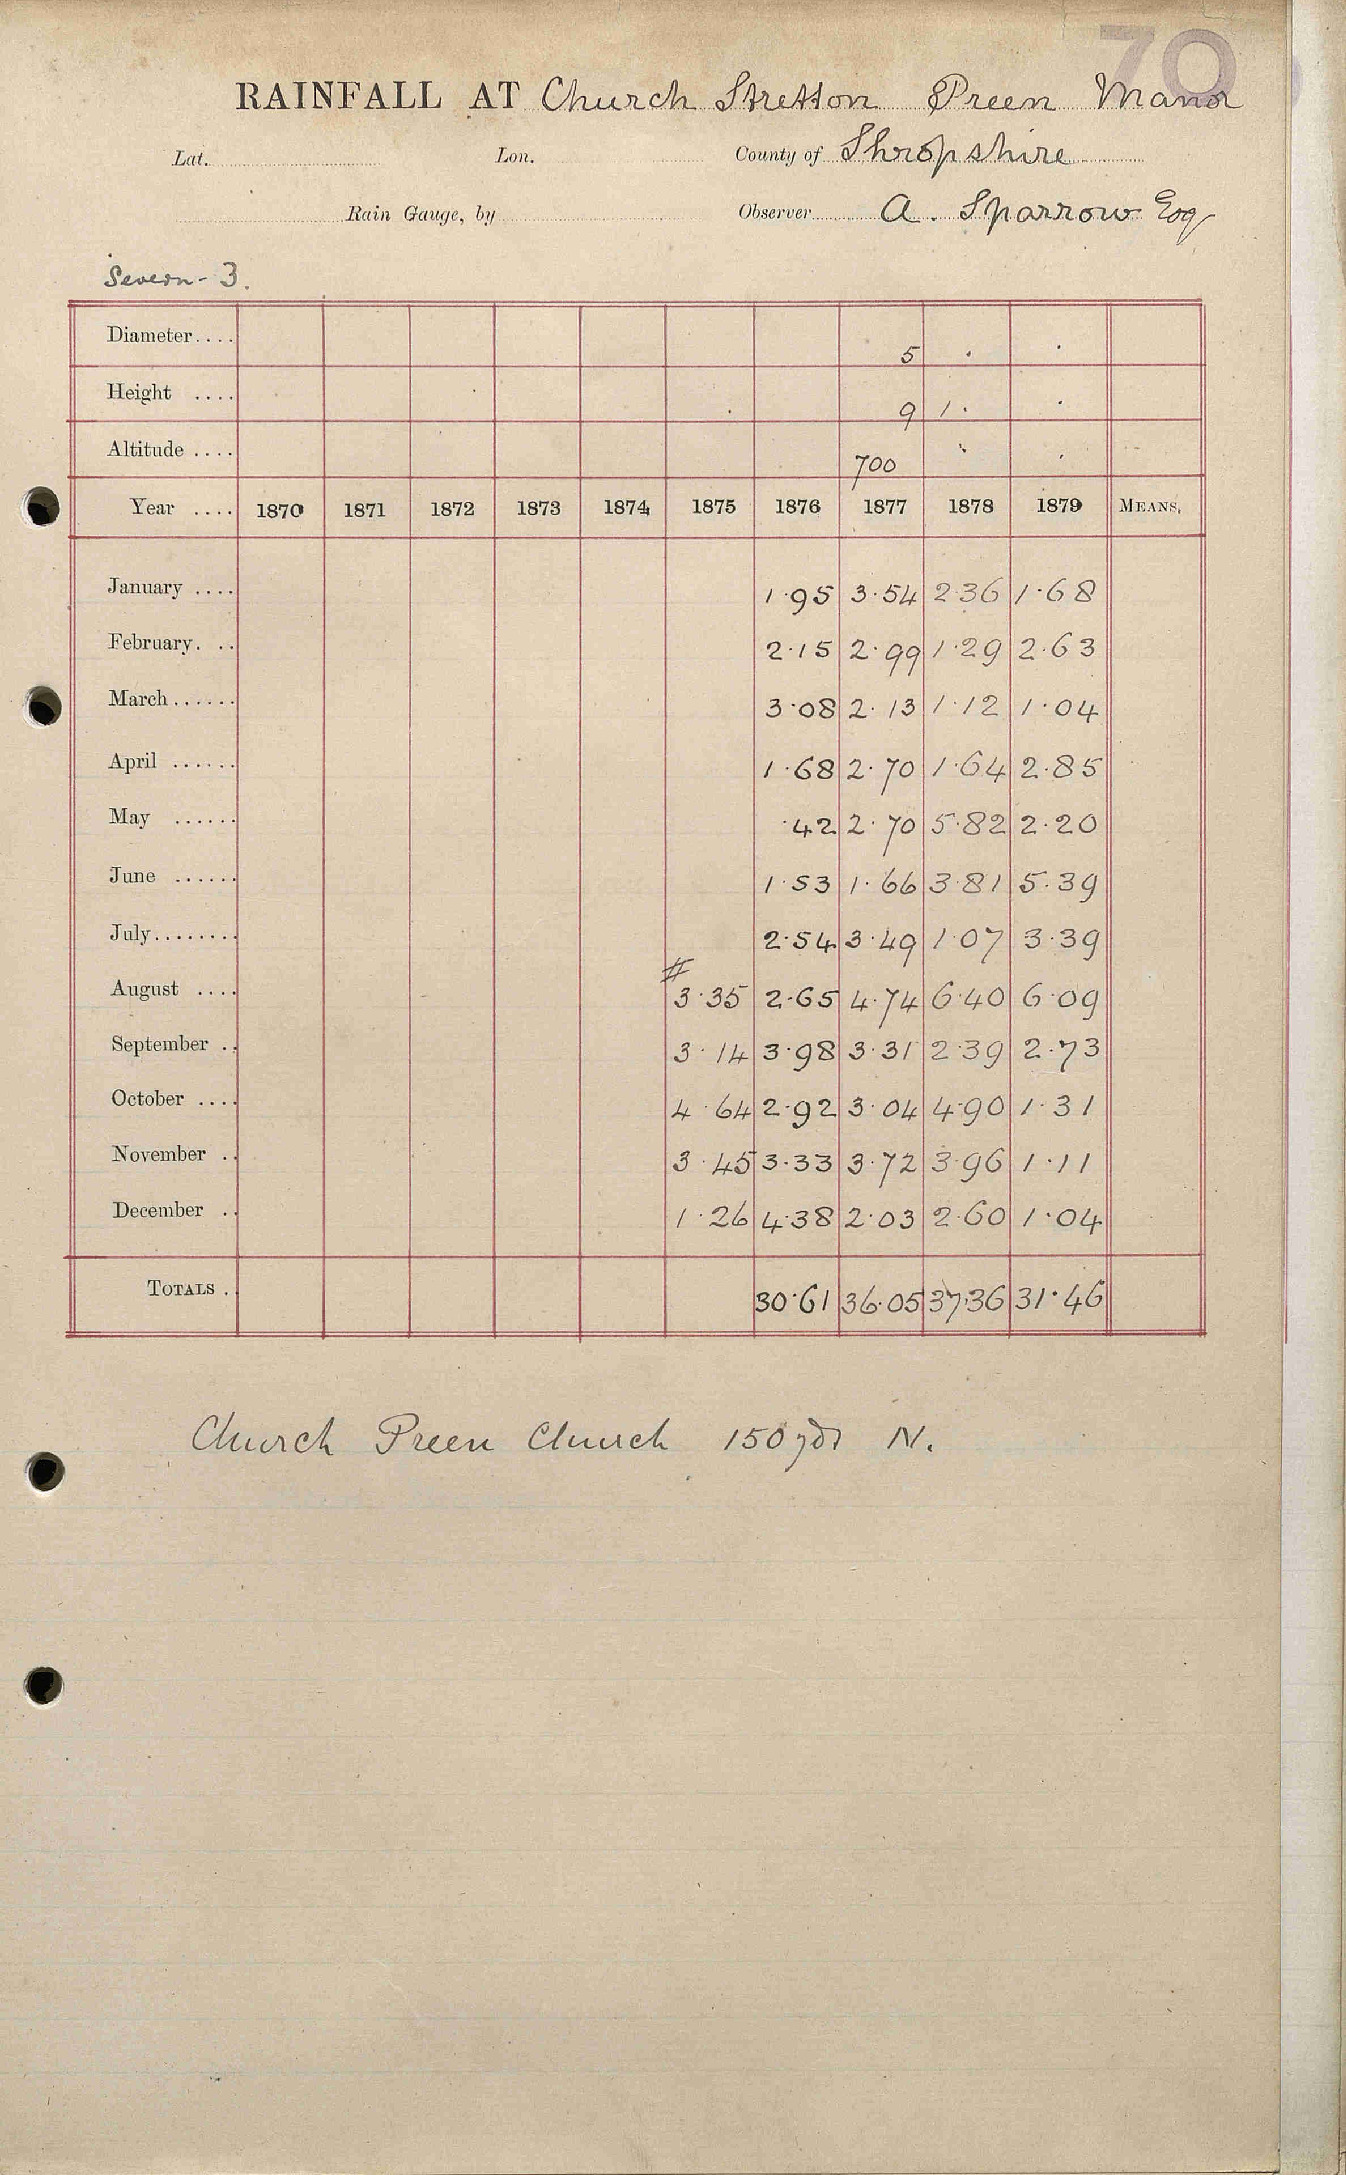 70
RAINFALL AT Church Stretton Preen Manor
Lat. Lon. County of Shropshire
Rain Gauge, by Observer A. Sparrow Esq
Severn - 3.
Diameter.... 5 . .
Height .... 9 1 . .
Altitude .... 700 . .
Year .... 1870 1871 1872 1873 1874 1875 1876 1877 1878 1879 MEANS.
January .... 1.95 3.54 2.36 1.68
February. .. 2.15 2.99 1.29 2.63
March...... 3.08 2.13 1.12 1.04
April ...... 1.68 2.70 1.64 2.85
May ...... .42 2.70 5.82 2.20
June ...... 1.53 1.66 3.81 5.39
July........ 2.54 3.49 1.07 3.39
August .... # 3.35 2.65 4.74 6.40 6.09
September .. 3.14 3.98 3.31 2.39 2.73
October .... 4.64 2.92 3.04 4.90 1.31
November .. 3.45 3.33 3.72 3.96 1.11
December .. 1.26 4.38 2.03 2.60 1.04
TOTALS . 30.61 36.05 37.36 31.46
Church Preen Church 150 yds N.